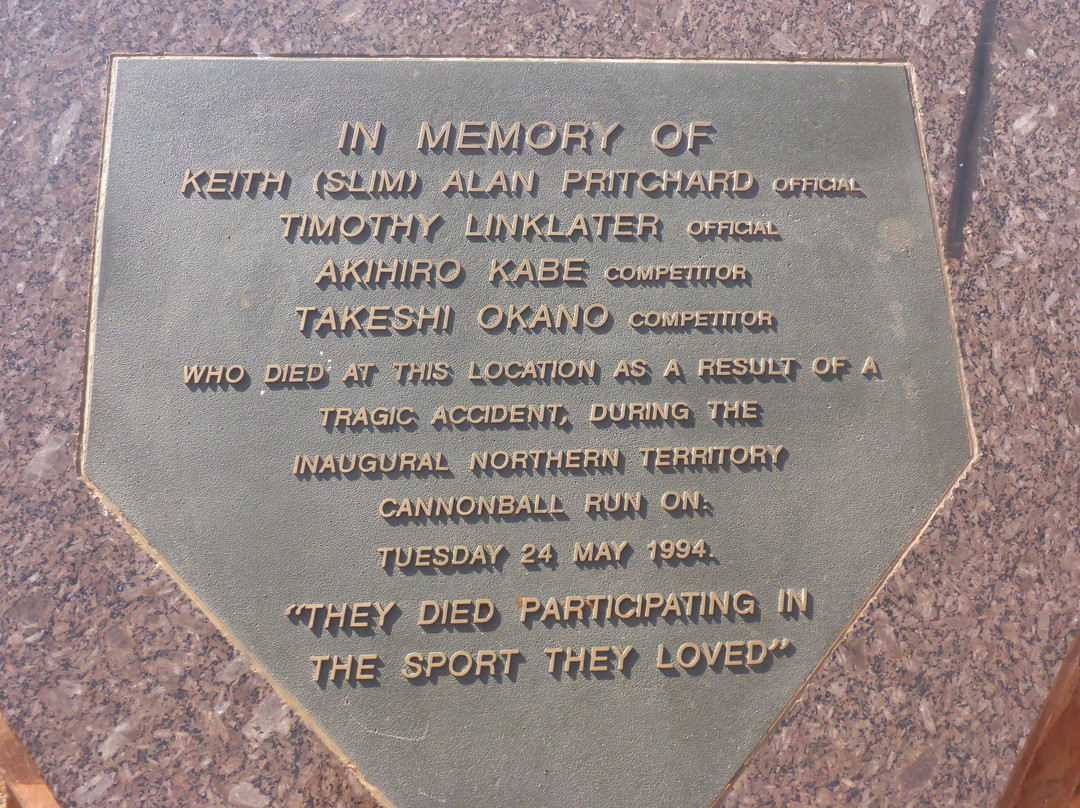 IN MEMORY OF
KEITH (SLIM) ALAN PRITCHARD OFFICIAL
TIMOTHY LINKLATER OFFICIAL
AKIHIRO KABE COMPETITOR
TAKESHI OKANO COMPETITOR
WHO DIED AT THIS LOCATION AS A RESULT OF A
TRAGIC ACCIDENT, DURING THE
INAUGURAL NORTHERN TERRITORY
CANNONBALL RUN ON:
TUESDAY 24 MAY 1994.
“THEY DIED PARTICIPATING IN
THE SPORT THEY LOVED”